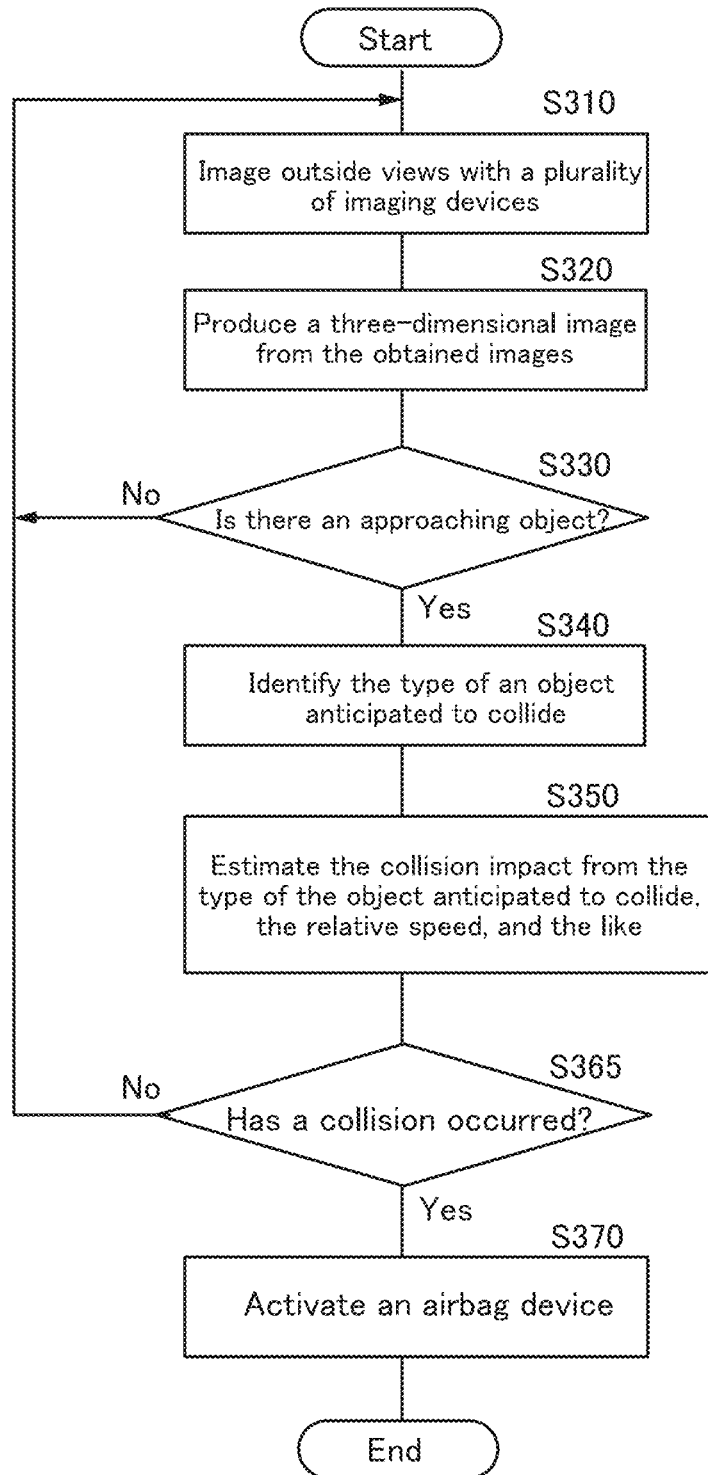 Start
S310
Image outside views with a plurality
of imaging devices
S320
Produce a three-dimensional image
from the obtained images
S330
No
Is there an approaching object?
Yes
S340
Identify the type of an object
anticipated to collide
S350
Estimate the collision impact from the
type of the object anticipated to collide,
the relative speed, and the like
S365
No
Has a collision occurred?
Yes
S370
Activate an airbag device
End